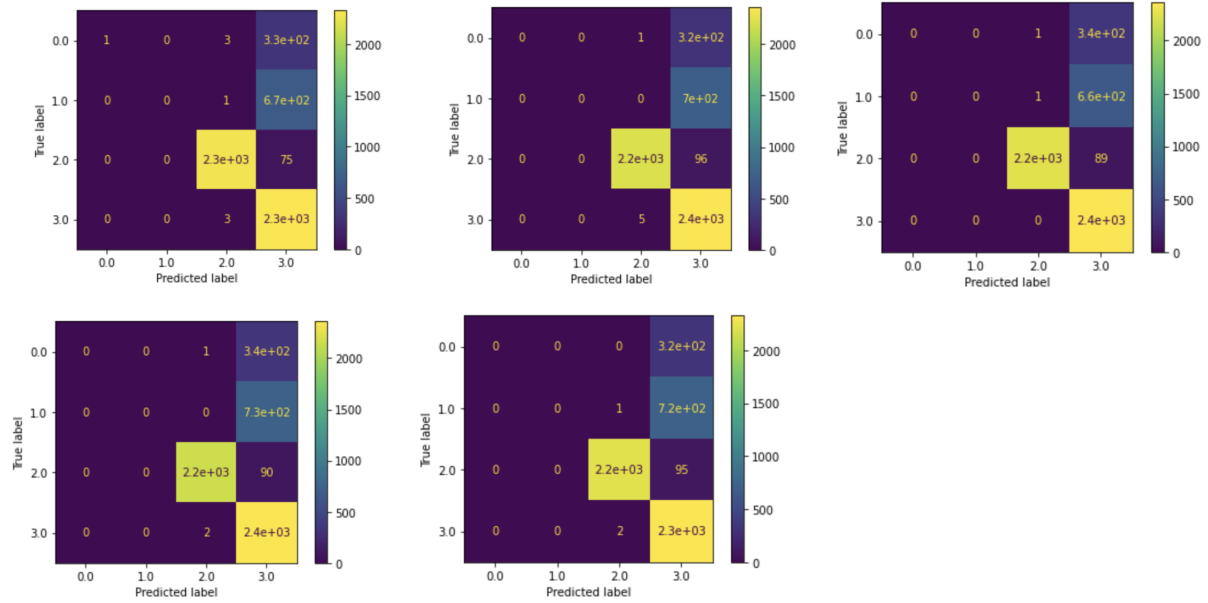 0.0 1 0 3 3.3e+02
1.0 0 0 1 6.7e+02
2.0 0 0 2.3e+03 75
3.0 0 0 3 2.3e+03
0.0 1.0 2.0 3.0
Predicted label
True label
2000
1500
1000
500
0
0.0 0 0 1 3.2e+02
1.0 0 0 0 7e+02
2.0 0 0 2.2e+03 96
3.0 0 0 5 2.4e+03
0.0 1.0 2.0 3.0
Predicted label
True label
2000
1500
1000
500
0
0.0 0 0 1 3.4e+02
1.0 0 0 1 6.6e+02
2.0 0 0 2.2e+03 89
3.0 0 0 0 2.4e+03
0.0 1.0 2.0 3.0
Predicted label
True label
2000
1500
1000
500
0
0.0 0 0 1 3.4e+02
1.0 0 0 0 7.3e+02
2.0 0 0 2.2e+03 90
3.0 0 0 2 2.4e+03
0.0 1.0 2.0 3.0
Predicted label
True label
2000
1500
1000
500
0
0.0 0 0 0 3.2e+02
1.0 0 0 1 7.2e+02
2.0 0 0 2.2e+03 95
3.0 0 0 2 2.3e+03
0.0 1.0 2.0 3.0
Predicted label
True label
2000
1500
1000
500
0